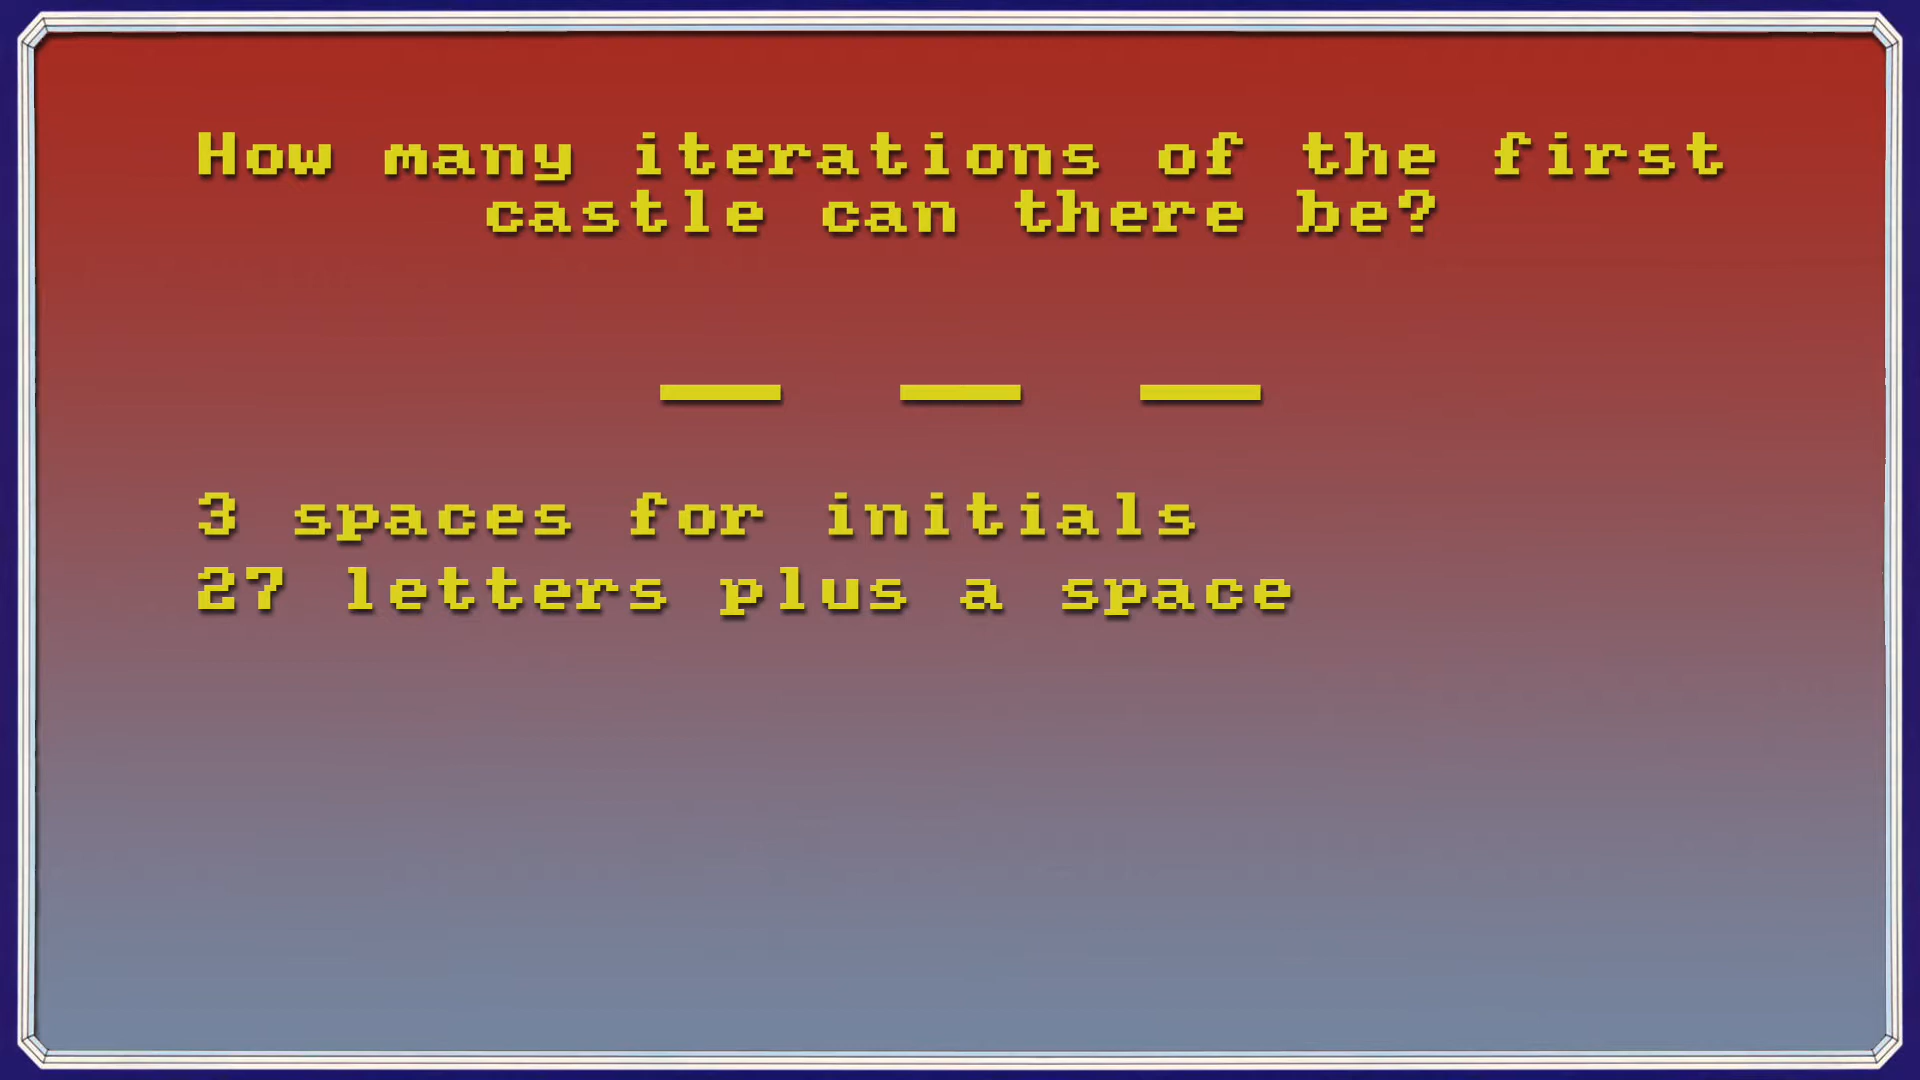 How many iterations of the first
castle can there be?
3 spaces for initials
27 letters plus a space